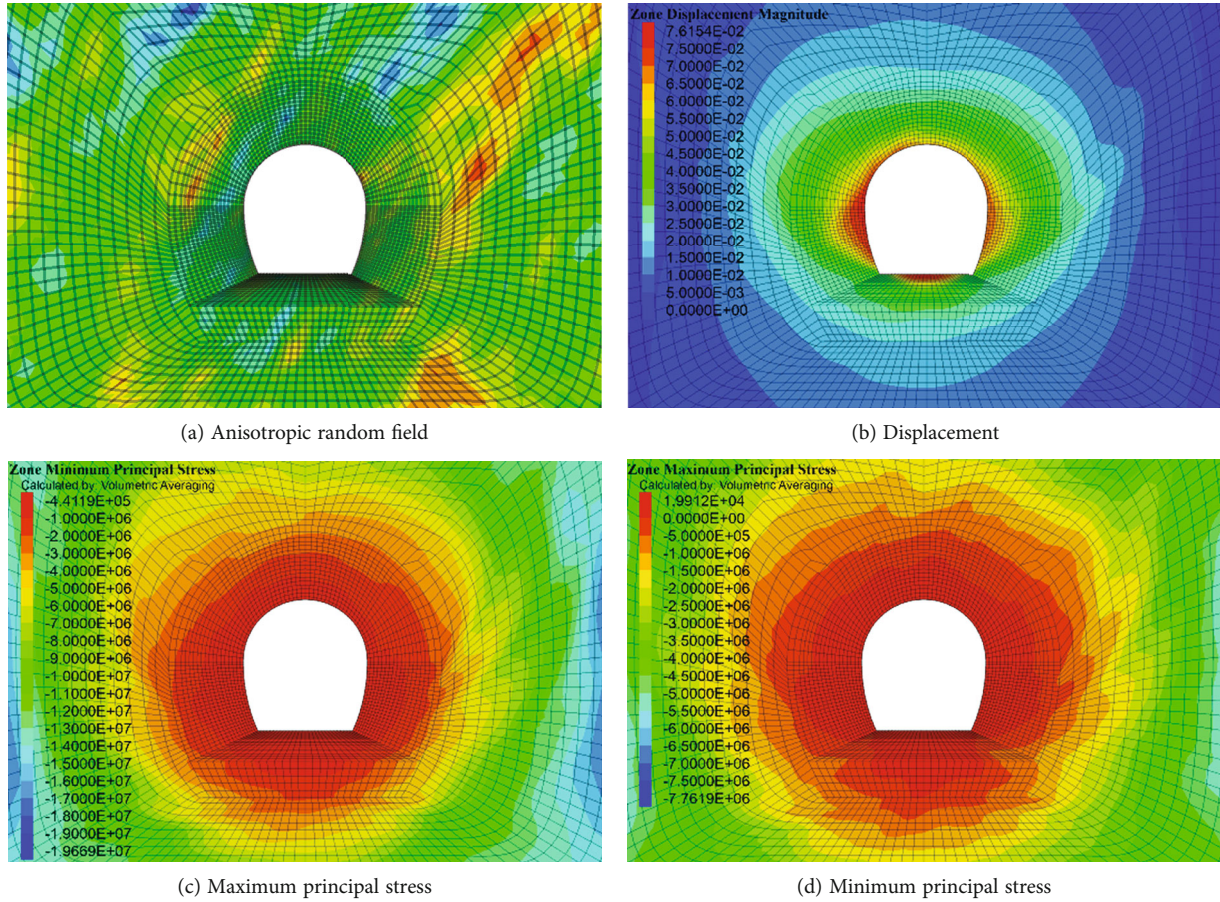 Zone Displacement Magnitude
7.6154E-02
7.5000E-02
7.0000E-02
6.5000E-02
6.0000E-02
5.5000E-02
5.0000E-02
4.5000E-02
4.0000E-02
3.5000E-02
3.0000E-02
2.5000E-02
2.0000E-02
1.0000E-02
5.0000E-03
0.0000E+00
(a) Anisotropic random field
(b) Displacement
Zone Minimum Principal Stress
Calculated by: Volumetric Averaging
-4.4119E+05
-1.0000E+06
-2.0000E+06
-3.0000E+06
-4.0000E+06
-5.0000E+06
-6.0000E+06
-7.0000E+06
-8.0000E+06
-9.0000E+06
-1.0000E+07
-1.1000E+07
-1.2000E+07
-1.3000E+07
-1.4000E+07
-1.5000E+07
-1.6000E+07
-1.7000E+07
-1.8000E+07
-1.9000E+07
-1.9669E+07
Zone Maximum Principal Stress
Calculated by: Volumetric Averaging
1.9912E+04
0.0000E+00
-5.0000E+05
-1.0000E+06
-1.5000E+06
-2.0000E+06
-2.5000E+06
-3.0000E+06
-3.5000E+06
-4.0000E+06
-4.5000E+06
-5.0000E+06
-5.5000E+06
-6.0000E+06
-6.5000E+06
-7.0000E+06
-7.5000E+06
-7.7619E+06
(c) Maximum principal stress
(d) Minimum principal stress